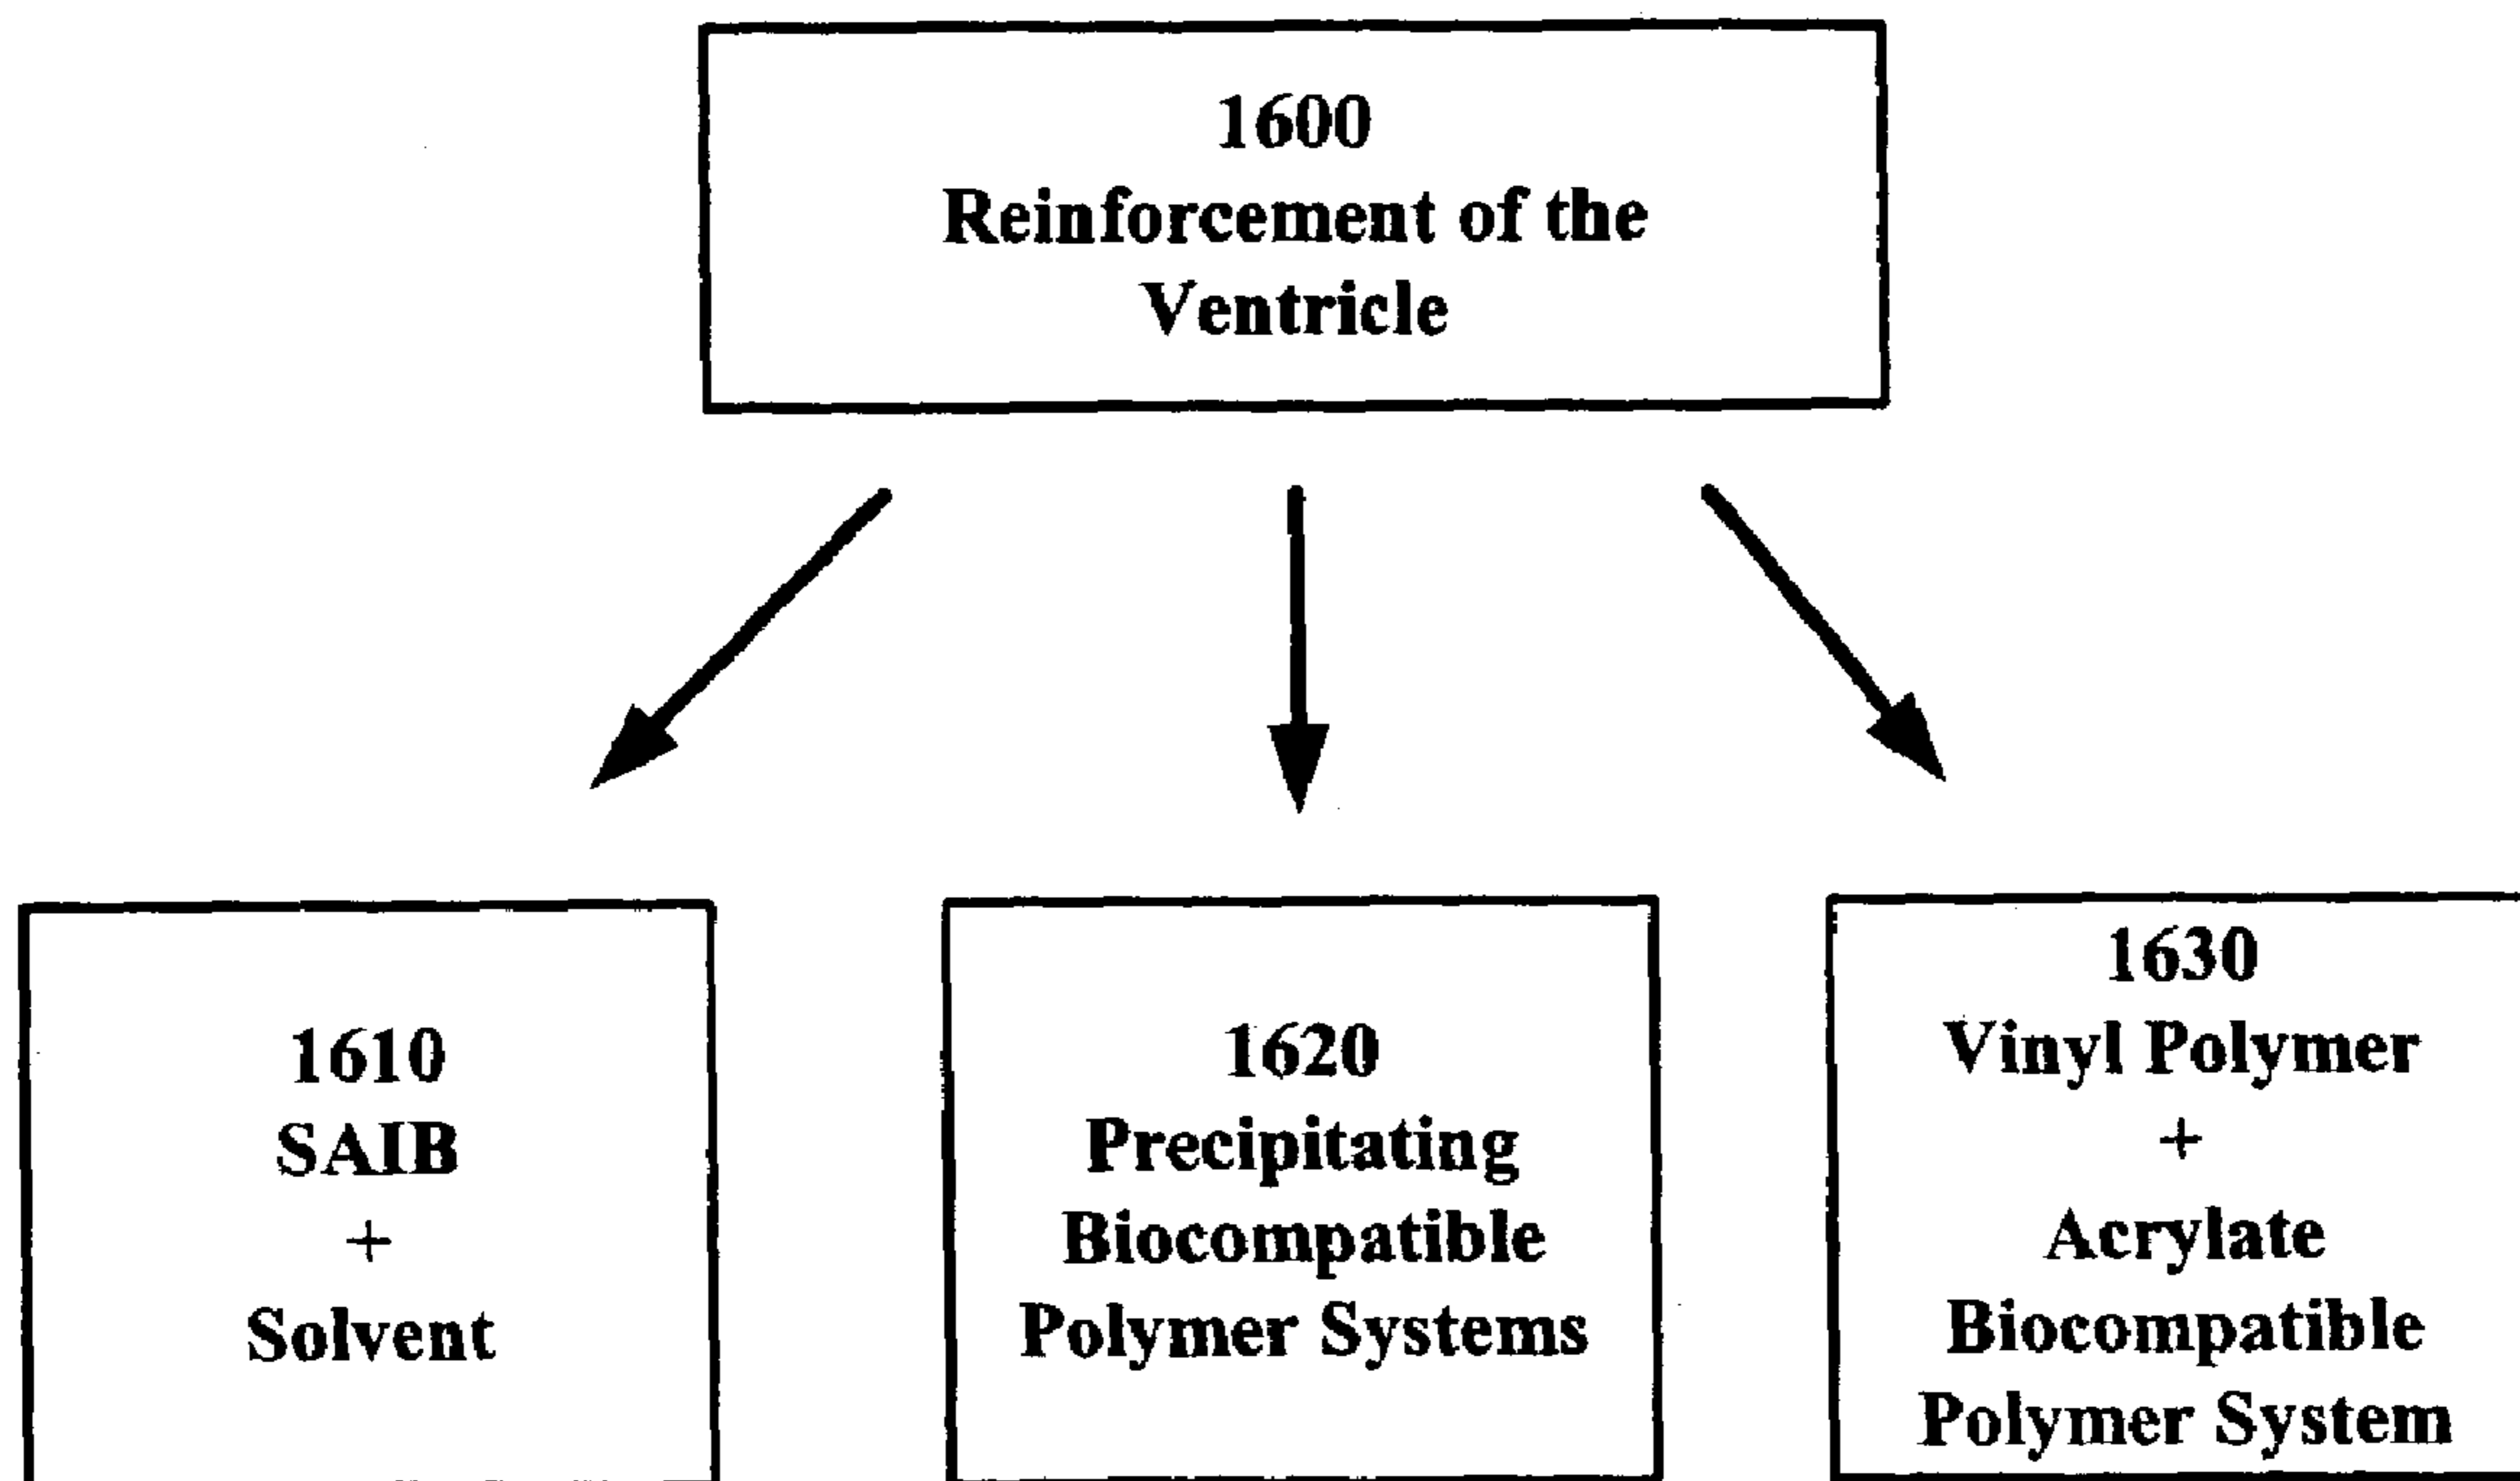 1600
Reinforcement of the
Ventricle
1610
SAIB
+
Solvent
1620
Precipitating
Biocompatible
Polymer Systems
1630
Vinyl Polymer
+
Acrylate
Biocompatible
Polymer System